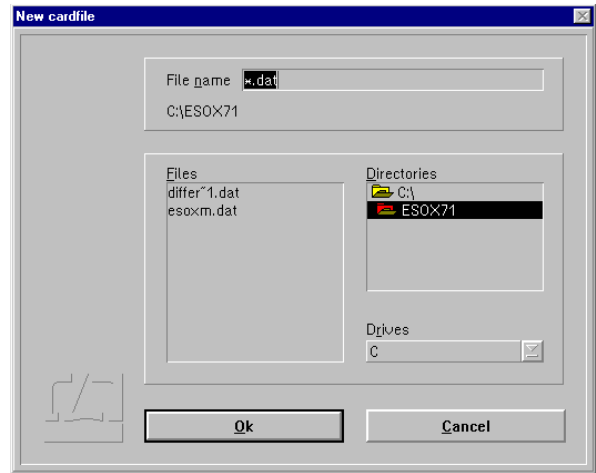 New cardfile
File name *.dat
C:\ESOX71
Files
differ~1.dat
esoxm.dat
Directories
C:\
ESOX71
Drives
C
Ok
Cancel